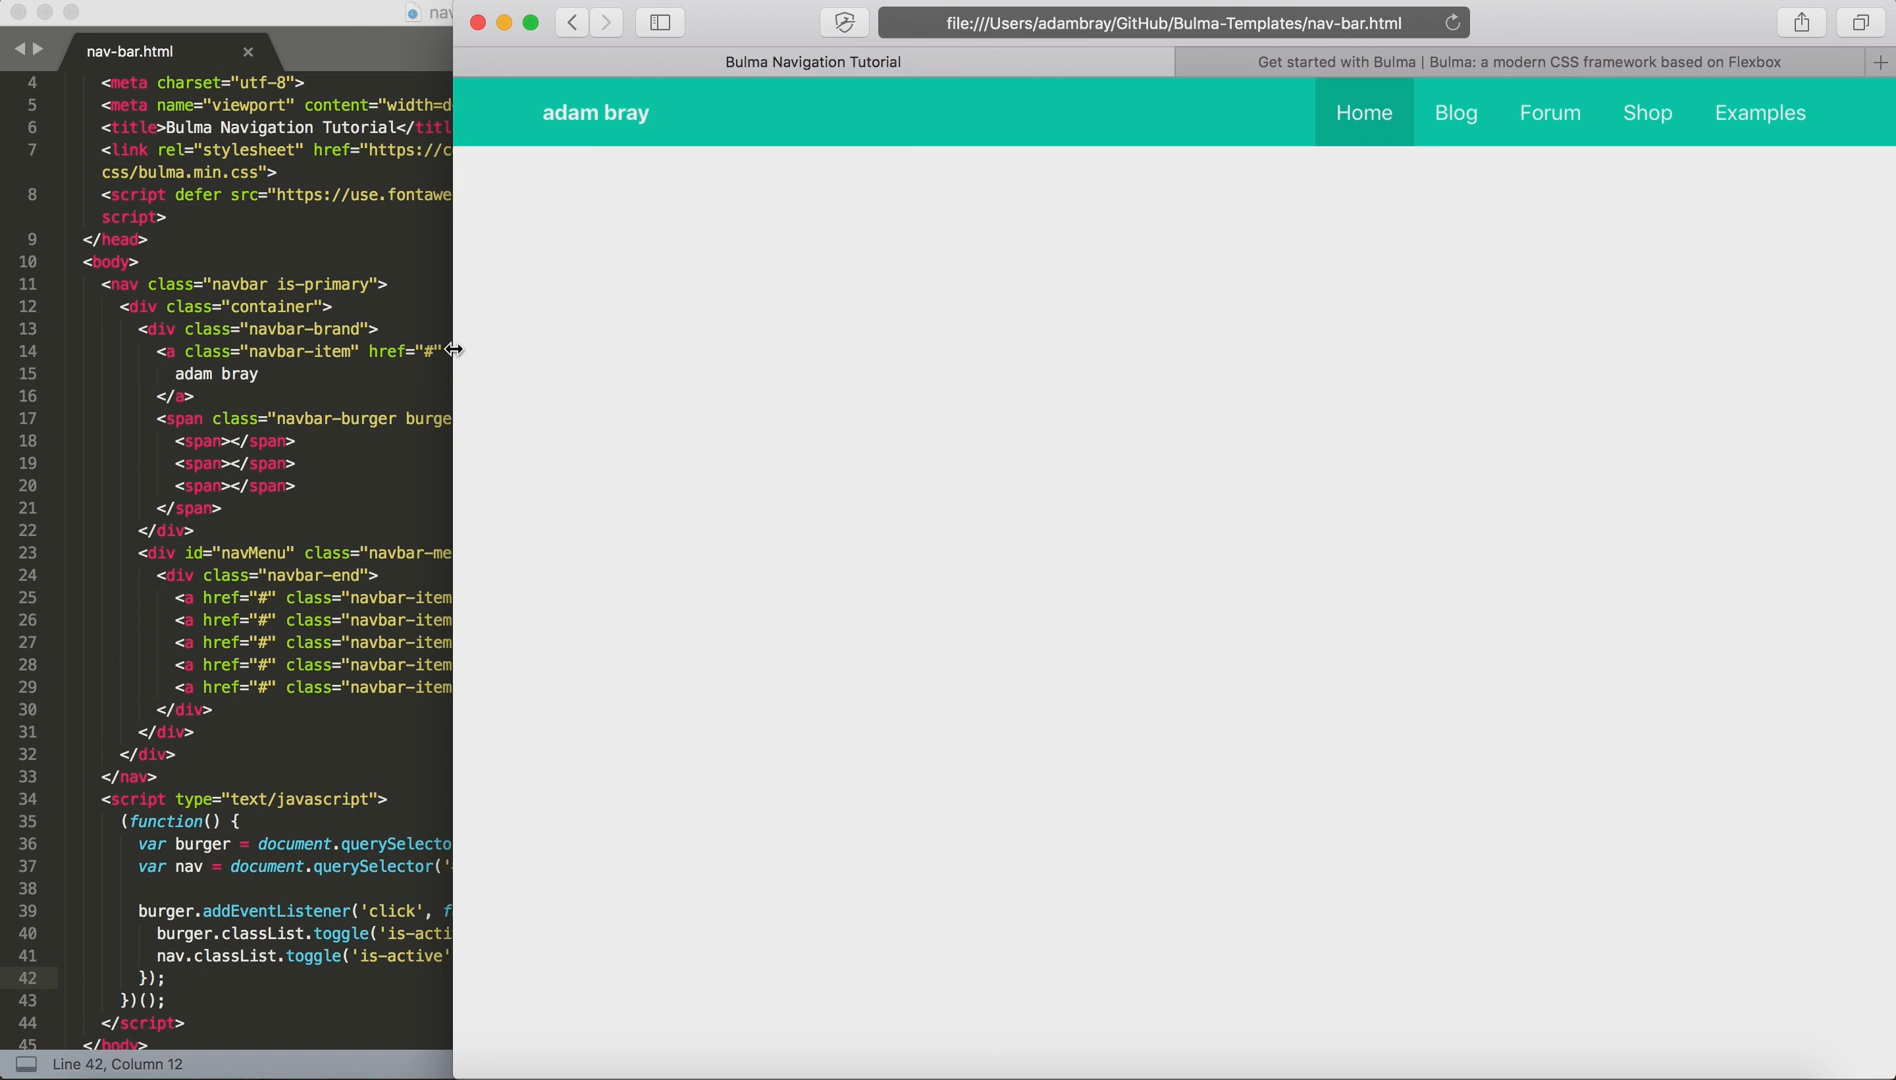 nav
nav-bar.html
4 <meta charset="utf-8">
5 <meta name="viewport" content="width=d
6 <title>Bulma Navigation Tutorial</titl
7 <link rel="stylesheet" href="https://c
css/bulma.min.css">
8 <script defer src="https://use.fontawe
script>
9 </head>
10 <body>
11 <nav class="navbar is-primary">
12 <div class="container">
13 <div class="navbar-brand">
14 <a class="navbar-item" href="#"
15 adam bray
16 </a>
17 <span class="navbar-burger burge
18 <span></span>
19 <span></span>
20 <span></span>
21 </span>
22 </div>
23 <div id="navMenu" class="navbar-me
24 <div class="navbar-end">
25 <a href="#" class="navbar-item
26 <a href="#" class="navbar-item
27 <a href="#" class="navbar-item
28 <a href="#" class="navbar-item
29 <a href="#" class="navbar-item
30 </div>
31 </div>
32 </div>
33 </nav>
34 <script type="text/javascript">
35 (function() {
36 var burger = document.querySelecto
37 var nav = document.querySelector('
38
39 burger.addEventListener('click', f
40 burger.classList.toggle('is-acti
41 nav.classList.toggle('is-active'
42 });
43 })();
44 </script>
45 </body>
Line 42, Column 12
file:///Users/adambray/GitHub/Bulma-Templates/nav-bar.html
Bulma Navigation Tutorial
Get started with Bulma | Bulma: a modern CSS framework based on Flexbox
adam bray
Home
Blog
Forum
Shop
Examples